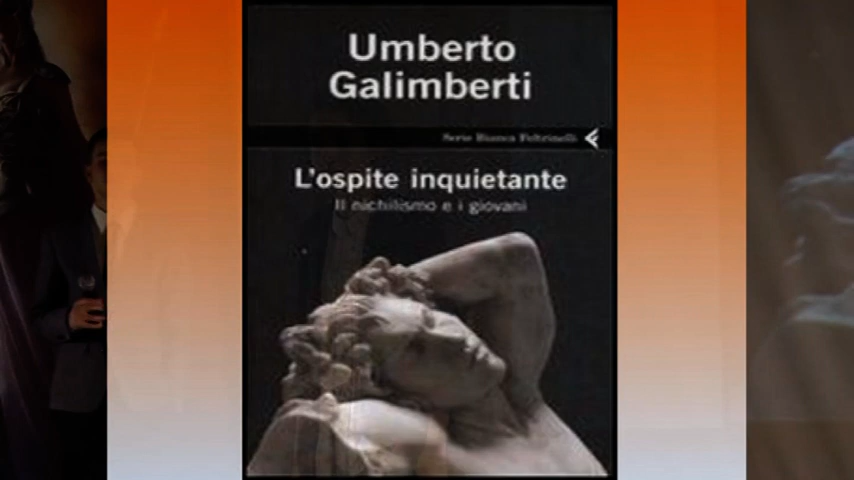 Umberto
Galimberti
Serie Bianca Feltrinelli
L'ospite inquietante
Il nichilismo e i giovani